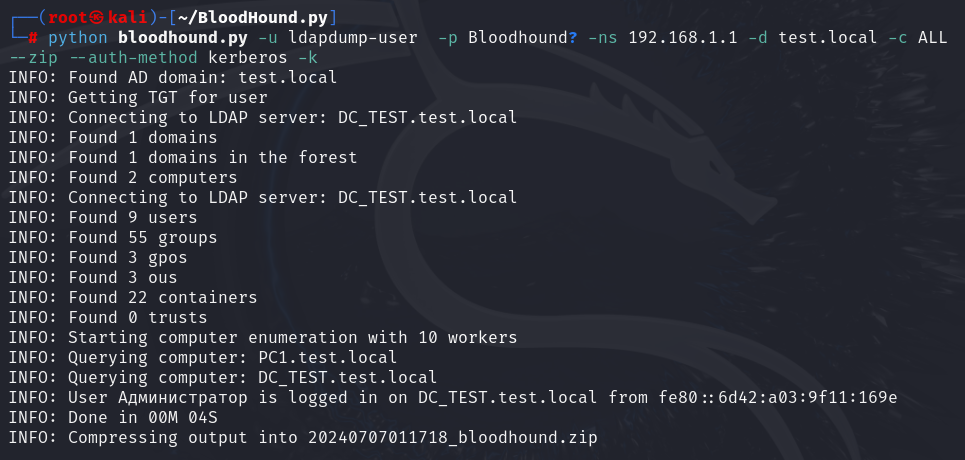 ┌──(root㉿kali)-[~/BloodHound.py]
└─# python bloodhound.py -u ldapdump-user  -p Bloodhound? -ns 192.168.1.1 -d test.local -c ALL
--zip --auth-method kerberos -k
INFO: Found AD domain: test.local
INFO: Getting TGT for user
INFO: Connecting to LDAP server: DC_TEST.test.local
INFO: Found 1 domains
INFO: Found 1 domains in the forest
INFO: Found 2 computers
INFO: Connecting to LDAP server: DC_TEST.test.local
INFO: Found 9 users
INFO: Found 55 groups
INFO: Found 3 gpos
INFO: Found 3 ous
INFO: Found 22 containers
INFO: Found 0 trusts
INFO: Starting computer enumeration with 10 workers
INFO: Querying computer: PC1.test.local
INFO: Querying computer: DC_TEST.test.local
INFO: User Администратор is logged in on DC_TEST.test.local from fe80::6d42:a03:9f11:169e
INFO: Done in 00M 04S
INFO: Compressing output into 20240707011718_bloodhound.zip